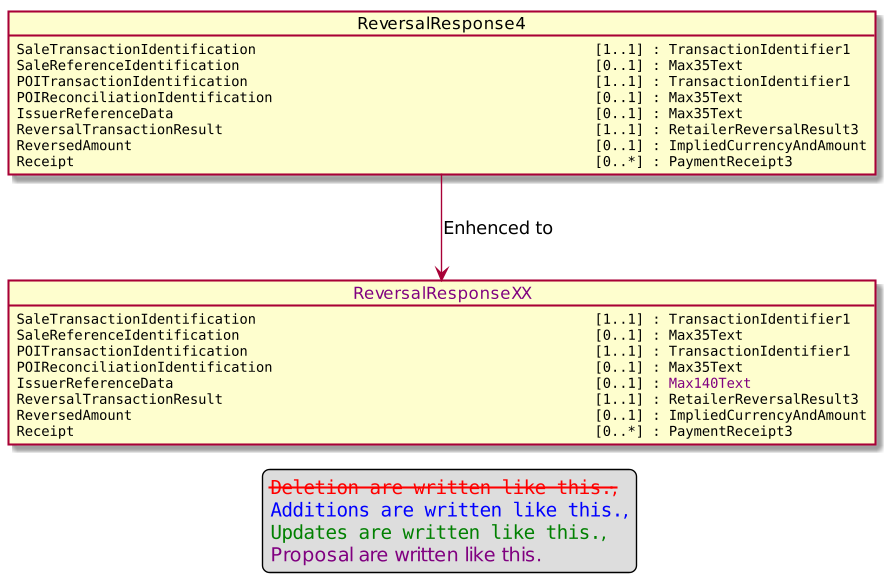 ReversalResponse4
SaleTransactionIdentification [1..1] : TransactionIdentifier1
SaleReferenceIdentification [0..1] : Max35Text
POITransactionIdentification [1..1] : TransactionIdentifier1
POIReconciliationIdentification [0..1] : Max35Text
IssuerReferenceData [0..1] : Max35Text
ReversalTransactionResult [1..1] : RetailerReversalResult3
ReversedAmount [0..1] : ImpliedCurrencyAndAmount
Receipt [0..*] : PaymentReceipt3
Enhenced to
ReversalResponseXX
SaleTransactionIdentification [1..1] : TransactionIdentifier1
SaleReferenceIdentification [0..1] : Max35Text
POITransactionIdentification [1..1] : TransactionIdentifier1
POIReconciliationIdentification [0..1] : Max35Text
IssuerReferenceData [0..1] : Max140Text
ReversalTransactionResult [1..1] : RetailerReversalResult3
ReversedAmount [0..1] : ImpliedCurrencyAndAmount
Receipt [0..*] : PaymentReceipt3
Deletion are written like this.,
Additions are written like this.,
Updates are written like this.,
Proposal are written like this.